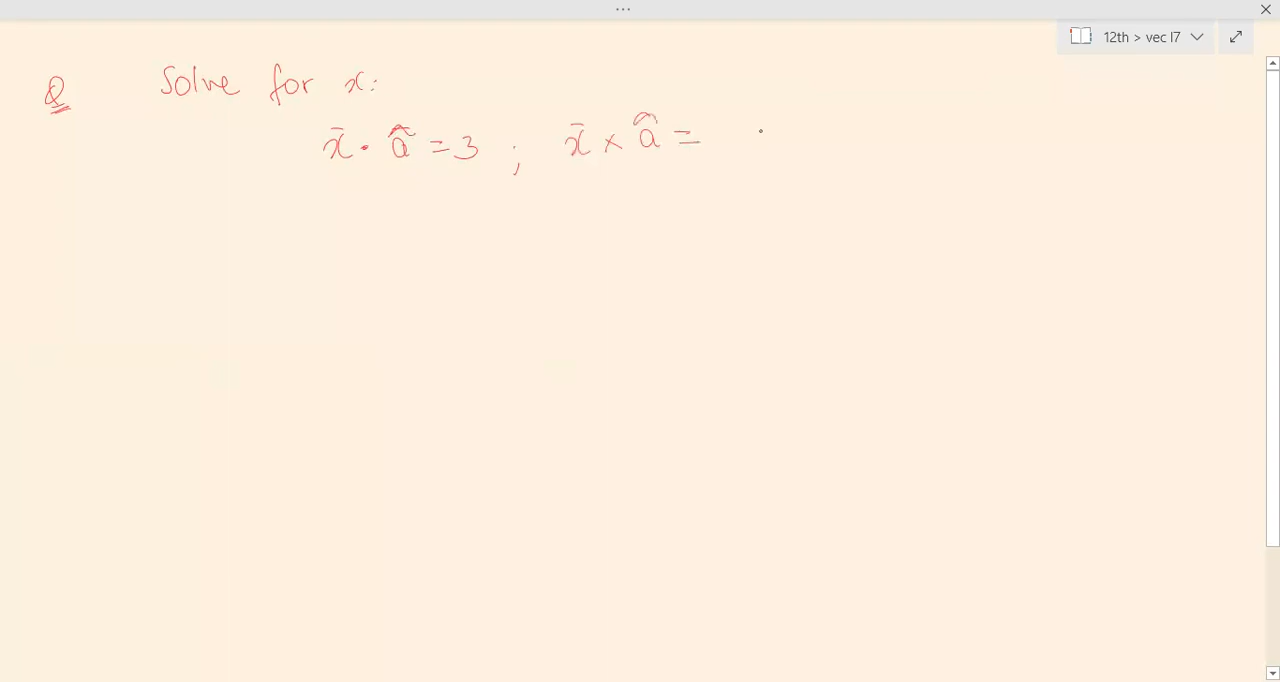 12th > vec l7
Q Solve for x:
x̄ · â = 3 ; x̄ × â =